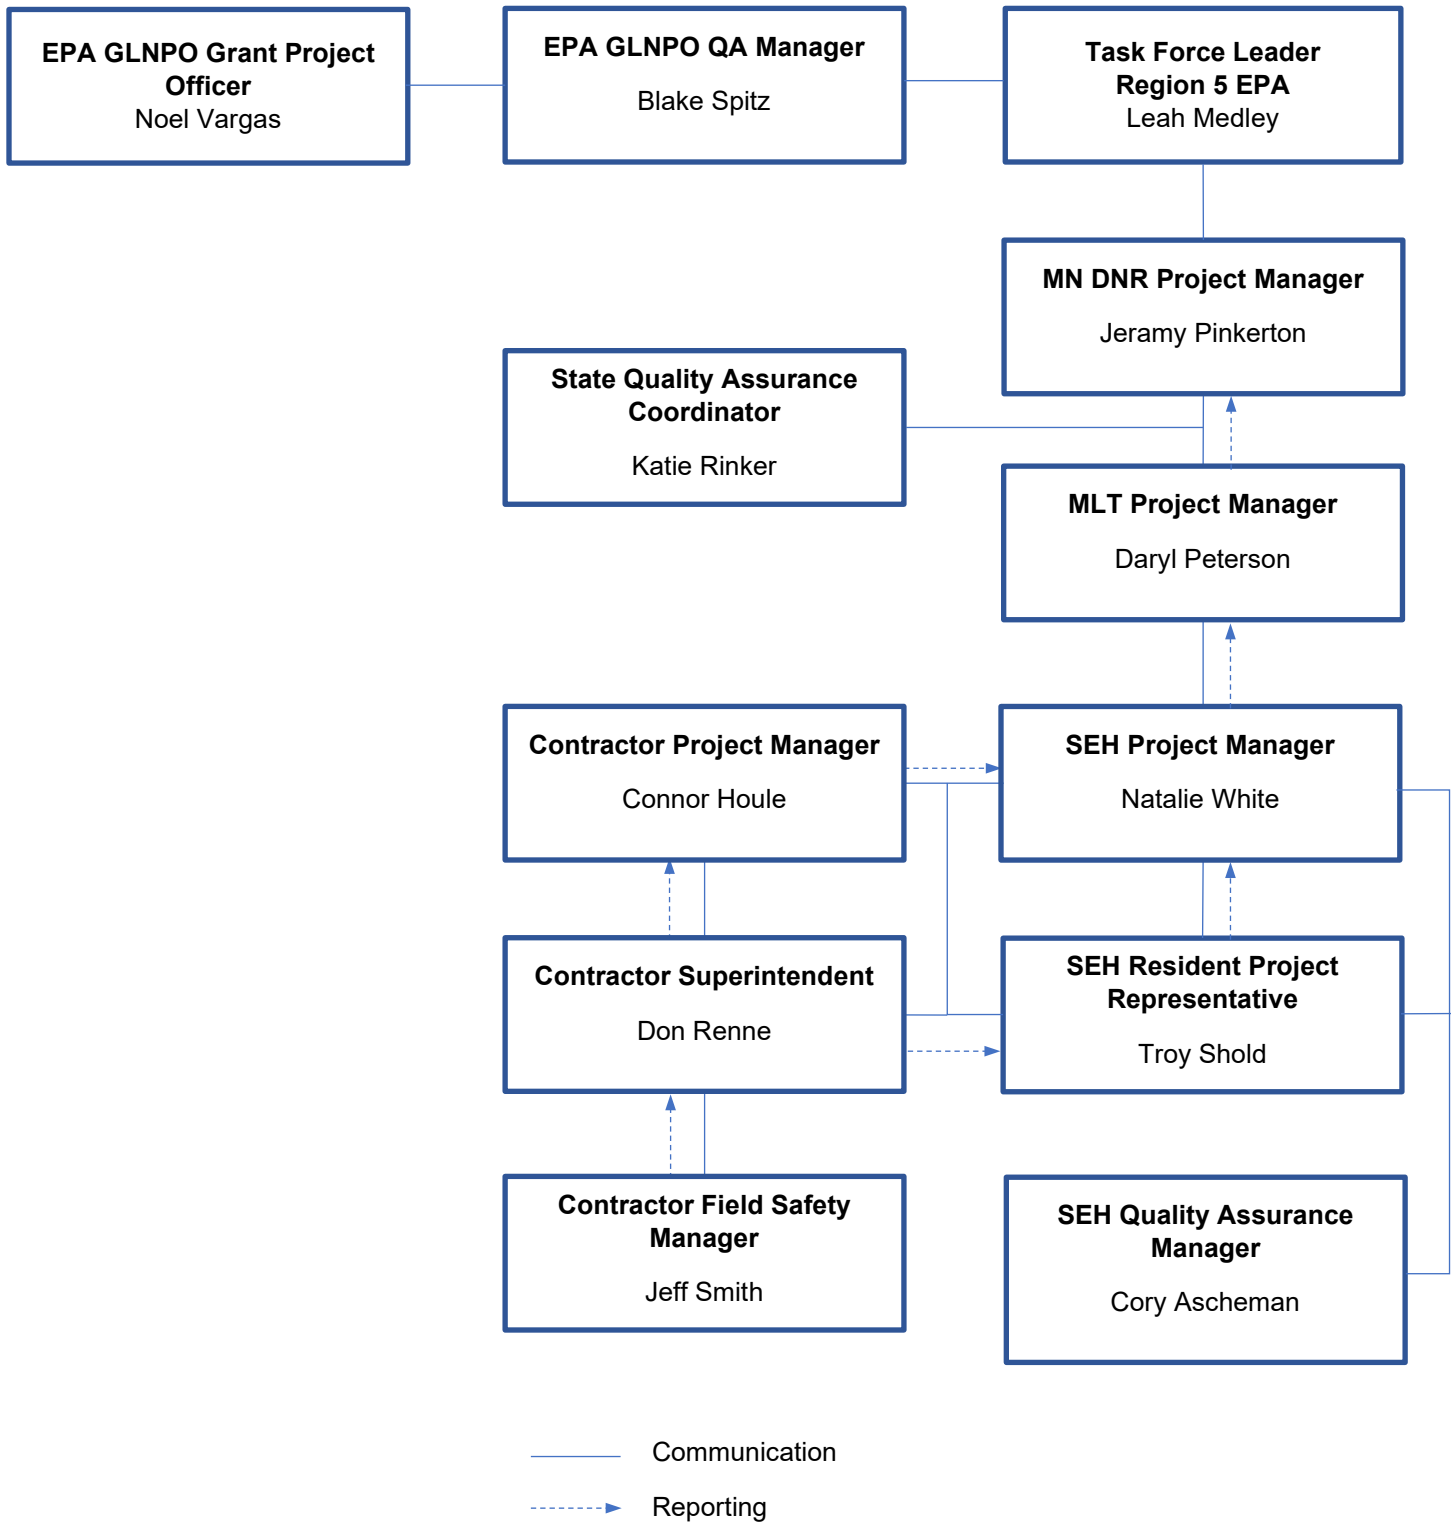 EPA GLNPO Grant Project
Officer
Noel Vargas
EPA GLNPO QA Manager
Blake Spitz
Task Force Leader
Region 5 EPA
Leah Medley
MN DNR Project Manager
Jeramy Pinkerton
State Quality Assurance
Coordinator
Katie Rinker
MLT Project Manager
Daryl Peterson
Contractor Project Manager
Connor Houle
SEH Project Manager
Natalie White
Contractor Superintendent
Don Renne
SEH Resident Project
Representative
Troy Shold
Contractor Field Safety
Manager
Jeff Smith
SEH Quality Assurance
Manager
Cory Ascheman
Communication
Reporting